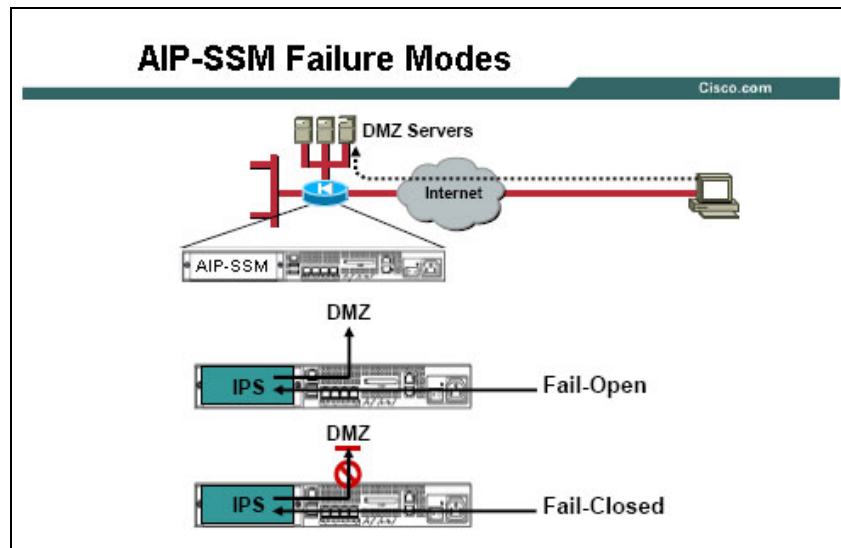 AIP-SSM Failure Modes
Cisco.com
DMZ Servers
Internet
AIP-SSM
DMZ
IPS
Fail-Open
DMZ
IPS
Fail-Closed